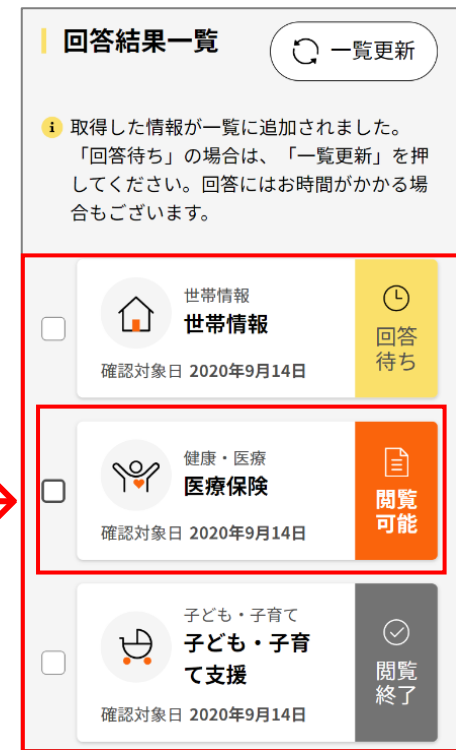 回答結果一覧
一覧更新
i 取得した情報が一覧に追加されました。
「回答待ち」の場合は、「一覧更新」を押
してください。回答にはお時間がかかる場
合もございます。
世帯情報
世帯情報
確認対象日 2020年9月14日
回答
待ち
健康・医療
医療保険
確認対象日 2020年9月14日
閲覧
可能
子ども・子育て
子ども・子育
て支援
確認対象日 2020年9月14日
閲覧
終了